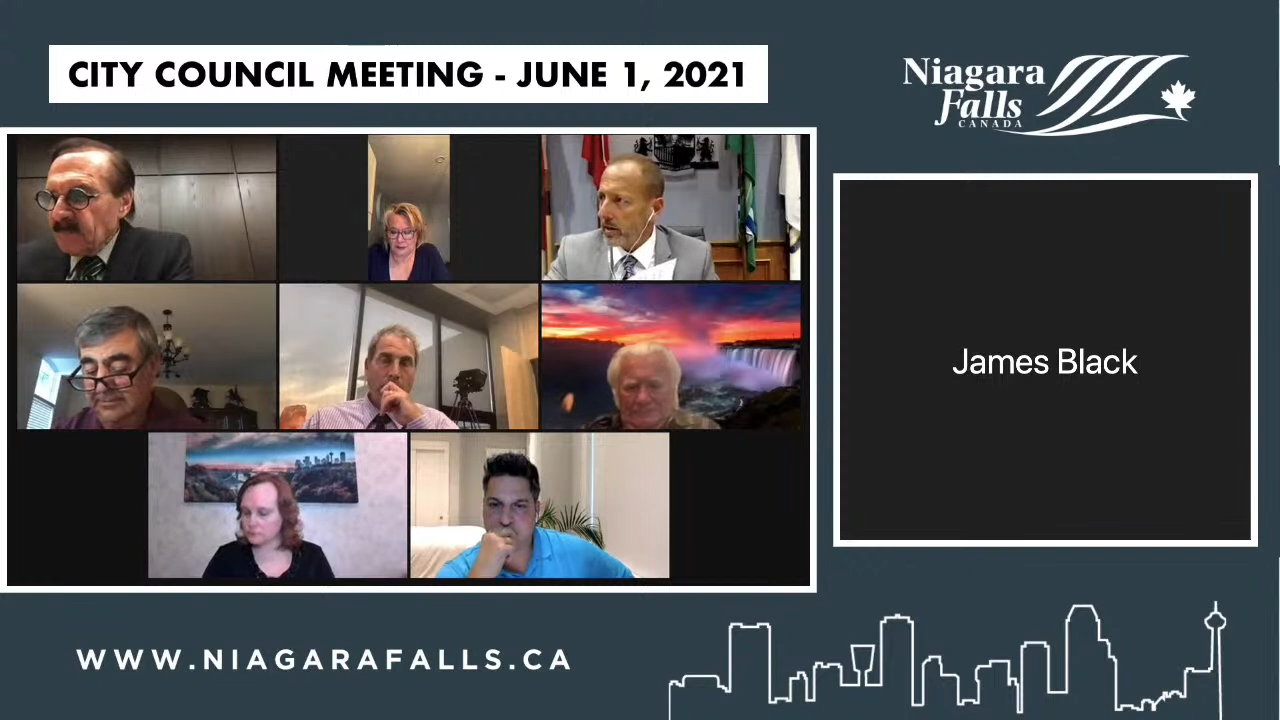 CITY COUNCIL MEETING - JUNE 1, 2021
Niagara
Falls
CANADA
James Black
WWW.NIAGARAFALLS.CA